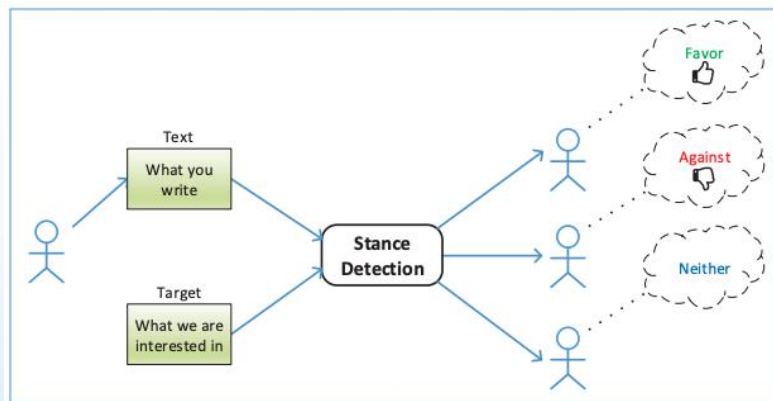 Text
What you
write
Target
What we are
interested in
Stance
Detection
Favor
Against
Neither